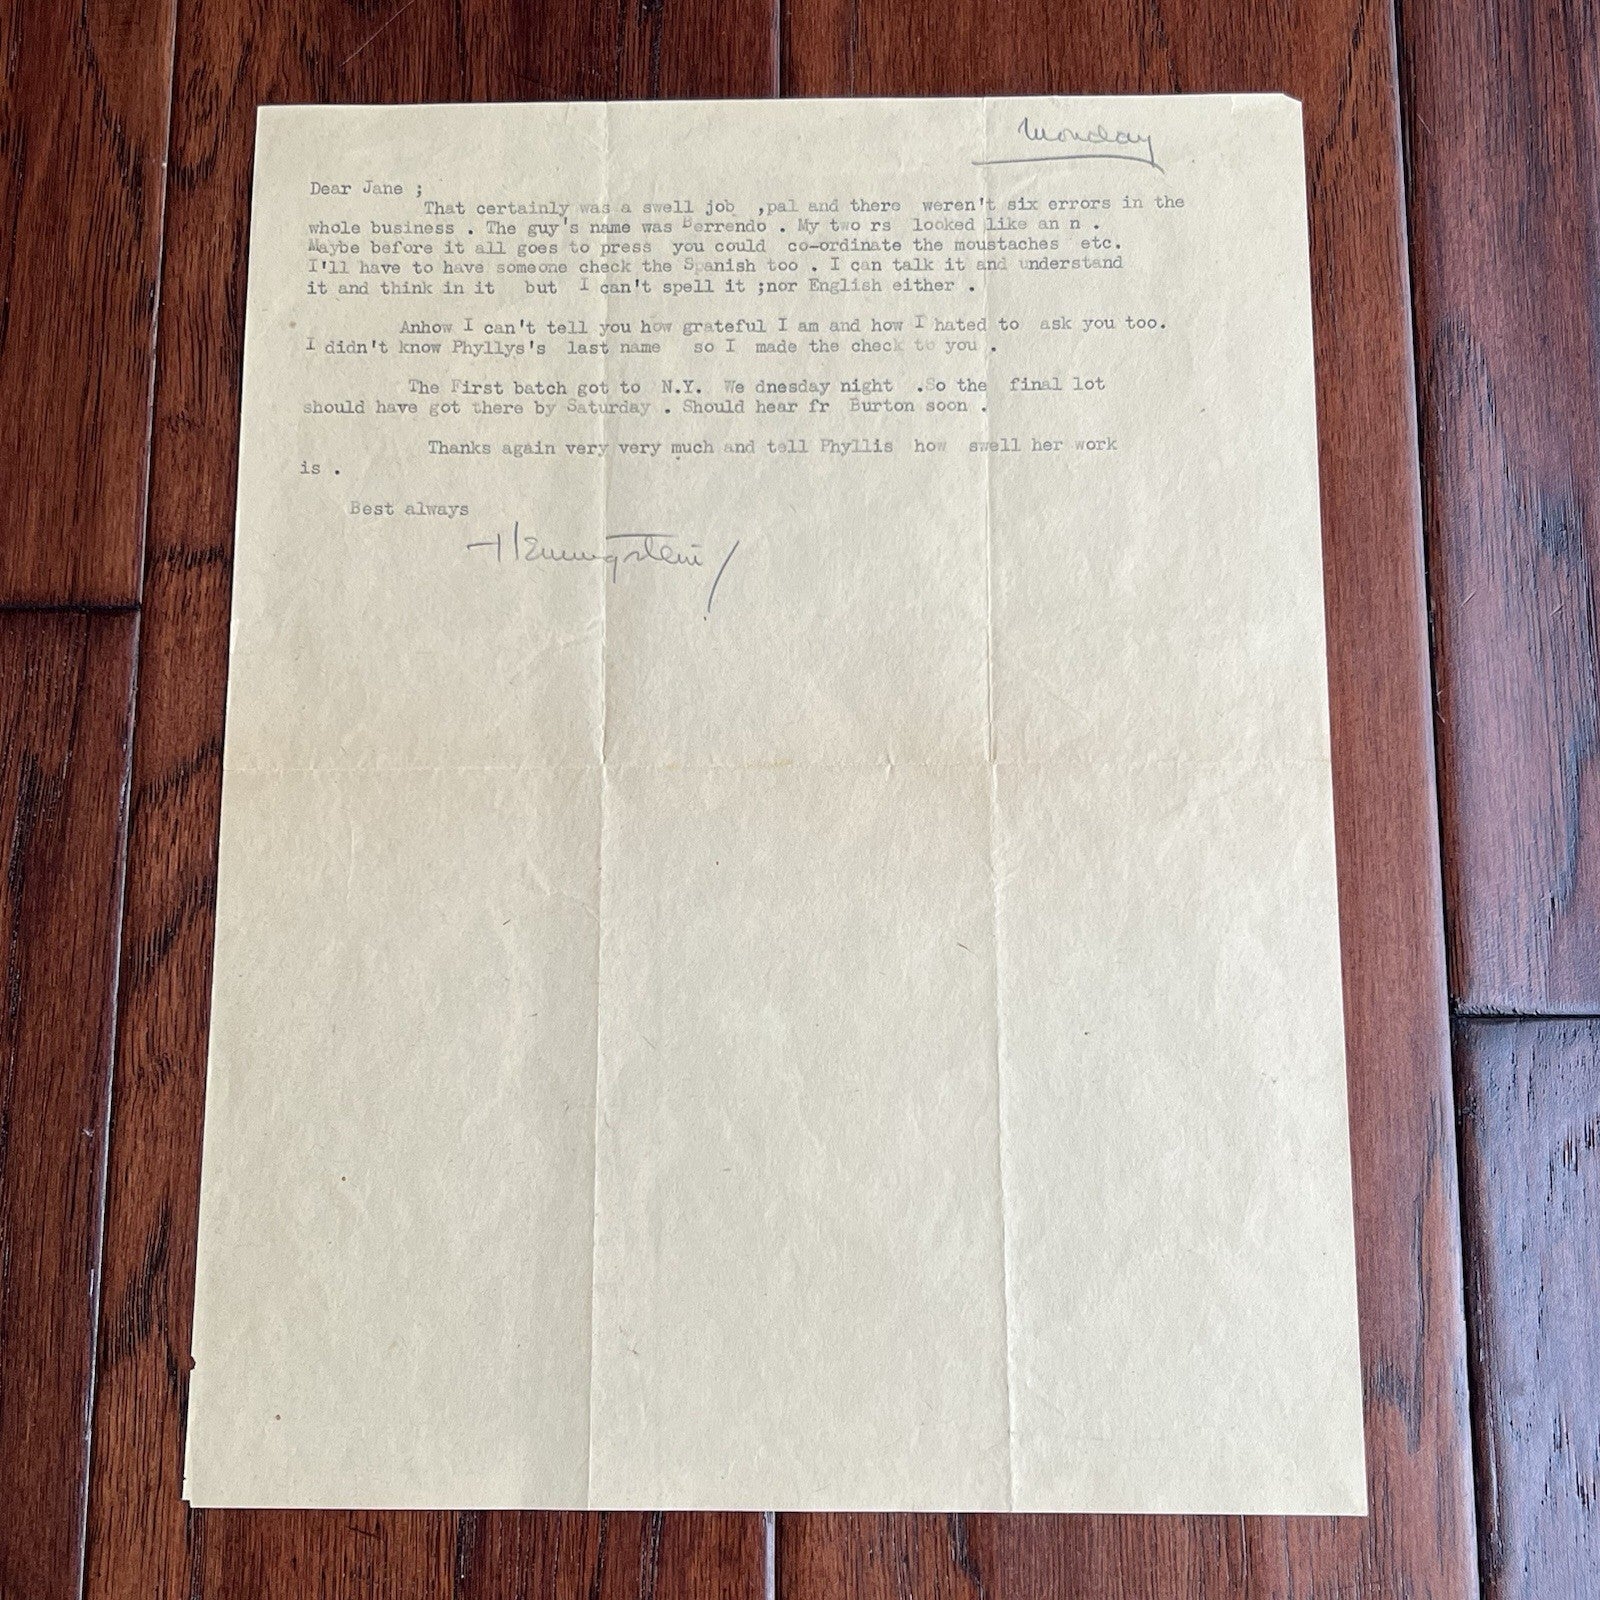 Monday
Dear Jane ;
That certainly was a swell job ,pal and there weren't six errors in the
whole business . The guy's name was Berrendo . My two rs looked like an n .
Maybe before it all goes to press you could co-ordinate the moustaches etc.
I'll have to have someone check the Spanish too . I can talk it and understand
it and think in it but I can't spell it ;nor English either .
Anhow I can't tell you how grateful I am and how I hated to ask you too.
I didn't know Phyllys's last name so I made the check to you .
The First batch got to N.Y. We dnesday night .So the final lot
should have got there by Saturday . Should hear fr Burton soon .
Thanks again very very much and tell Phyllis how swell her work
is .
Best always
Hemingstein